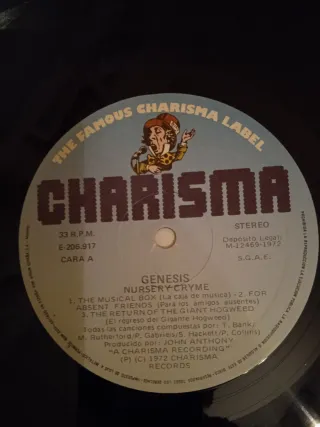 THE FAMOUS CHARISMA LABEL
CHARISMA
33 R.P.M.
E-206.917
CARA A
STEREO
Depósito Legal:
M-12469-1972
S.G.A.E.
GENESIS
NURSERY CRYME
1. THE MUSICAL BOX (La caja de música) - 2. FOR
ABSENT FRIENDS (Para los amigos ausentes)
3. THE RETURN OF THE GIANT HOGWEED
(El regreso del Gigante Hogweed)
Todas las canciones compuestas por: T. Bank,
M. Rutherford/P. Gabriel/S. Hackett/P. Collins)
Producido por: JOHN ANTHONY
"A CHARISMA RECORDING"
(P) (C) 1972 CHARISMA
RECORDS